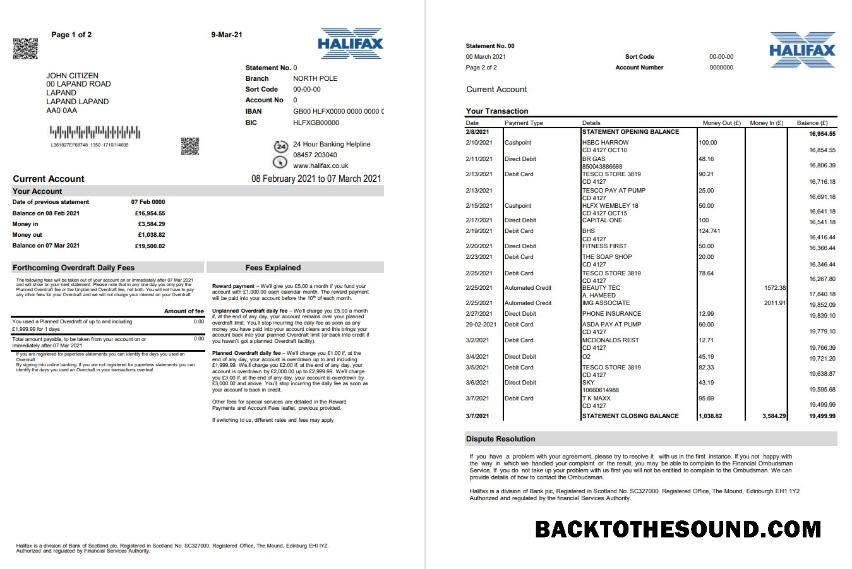 Page 1 of 2
9-Mar-21
HALIFAX
JOHN CITIZEN
00 LAPAND ROAD
LAPAND
LAPAND LAPAND
AA0 0AA
Statement No. 0
Branch NORTH POLE
Sort Code 00-00-00
Account No 0
IBAN GB00 HLFX0000 0000 0000 0
BIC HLFXGB00000
24 Hour Banking Helpline
08457 203040
www.halifax.co.uk
Current Account
08 February 2021 to 07 March 2021
Your Account
Date of previous statement 07 Feb 0000
Balance on 08 Feb 2021 £16,954.55
Money in £3,584.29
Money out £1,038.82
Balance on 07 Mar 2021 £19,500.02
Forthcoming Overdraft Daily Fees
The following fees will be taken out of your account on or immediately after 07 Mar 2021
and will show on your next statement. Please note that in any one day you only pay the
Planned Overdraft fee or the Unplanned Overdraft fee, not both. You will not have to pay
any other fees for your Overdraft and we will not charge your interest on your Overdraft
Amount of fee
You used a Planned Overdraft of up to and including 0.00
£1,999.99 for 1 days
Total amount payable, to be taken from your account on or 0.00
immediately after 07 Mar 2021
If you are registered for paperless statements you can identify the days you used an
Overdraft
By signing into online banking. If you are not registered for paperless statements you can
identify the days you used an Overdraft in your transactions overleaf
Fees Explained
Reward payment – We'll give you £5.00 a month if you fund your
account with £1,000.00 each calendar month. The reward payment
will be paid into your account before the 10th of each month.
Unplanned Overdraft daily fee – We'll charge you £5.00 a month
if, at the end of any day, your account remains over your planned
overdraft limit. You'll stop incurring the daily fee as soon as any
money you have paid into your account clears and this brings your
account back into your planned overdraft limit (or back into credit if
you do not have a planned overdraft facility)
Planned Overdraft daily fee – We'll charge you £1.00 if, at the
end of any day, your account is overdrawn up to and including
£1,999.99. We'll charge you £2.00 if, at the end of any day, your
account is overdrawn by £2,000.00 up to £2,999.99. We'll charge
you £3.00 if, at the end of any day, your account is overdrawn by
£3,000.00 and above. You'll stop incurring the daily fee as soon as
your account is back in credit.
Other fees for special services are detailed in the Reward
Payments and Account Fees leaflet, previous provided.
If switching to us, different rates and fees may apply
Halifax is a division of Bank of Scotland plc. Registered in Scotland No. SC327000. Registered Office, The Mound, Edinburg EH1IYZ.
Authorized and regulated by Financial Services Authority.
Statement No. 00
00 March 2021 Sort Code 00-00-00
Page 2 of 2 Account Number 0000000
HALIFAX
Current Account
Your Transaction
Date Payment Type Details Money Out (£) Money In (£) Balance (£)
2/8/2021 STATEMENT OPENING BALANCE 16,954.55
2/10/2021 Cashpoint HSBC HARROW 100.00
CD 4127 OCT10 16,854.55
2/11/2021 Direct Debit BR GAS 48.16
850043886668 16,806.39
2/13/2021 Debit Card TESCO STORE 3819 90.21
CD 4127 16,716.18
2/13/2021 TESCO PAY AT PUMP 25.00
CD 4127 16,691.18
2/15/2021 Cashpoint HLFX WEMBLEY 18 50.00
CD 4127 OCT15 16,641.18
2/17/2021 Direct Debit CAPITAL ONE 100 16,541.18
2/19/2021 Debit Card BHS 124.741
CD 4127 16,416.44
2/20/2021 Direct Debit FITNESS FIRST 50.00 16,366.44
2/23/2021 Debit Card THE SOAP SHOP 20.00
CD 4127 16,346.44
2/25/2021 Debit Card TESCO STORE 3819 78.64
CD 4127 16,267.80
2/25/2021 Automated Credit BEAUTY TEC 1572.38
A. HAMEED 17,840.18
2/25/2021 Automated Credit IMG ASSOCIATE 2011.91 19,852.09
2/27/2021 Direct Debit PHONE INSURANCE 12.99 19,839.10
29-02-2021 Debit Card ASDA PAY AT PUMP 60.00
CD 4127 19,779.10
3/2/2021 Debit Card MCDONALDS REST 12.71
CD 4127 19,766.39
3/4/2021 Direct Debit O2 45.19 19,721.20
3/5/2021 Debit Card TESCO STORE 3819 82.33
CD 4127 19,638.87
3/6/2021 Direct Debit SKY 43.19
10660614988 19,595.68
3/7/2021 Debit Card T K MAXX 95.69
CD 4127 19,499.99
3/7/2021 STATEMENT CLOSING BALANCE 1,038.82 3,584.29 19,499.99
Dispute Resolution
If you have a problem with your agreement, please try to resolve it with us in the first instance. If you not happy with
the way in which we handled your complaint or the result, you may be able to complain to the Financial Ombudsman
Service. If you do not take up your problem with us first you will not be entitled to complain to the Ombudsman. We can
provide details of how to contact the Ombudsman.
Halifax is a division of Bank plc, Registered in Scotland No. SC327000. Registered Office, The Mound, Edinburgh EH1 1YZ
Authorized and regulated by the financial Services Authority.
BACKTOTHESOUND.COM